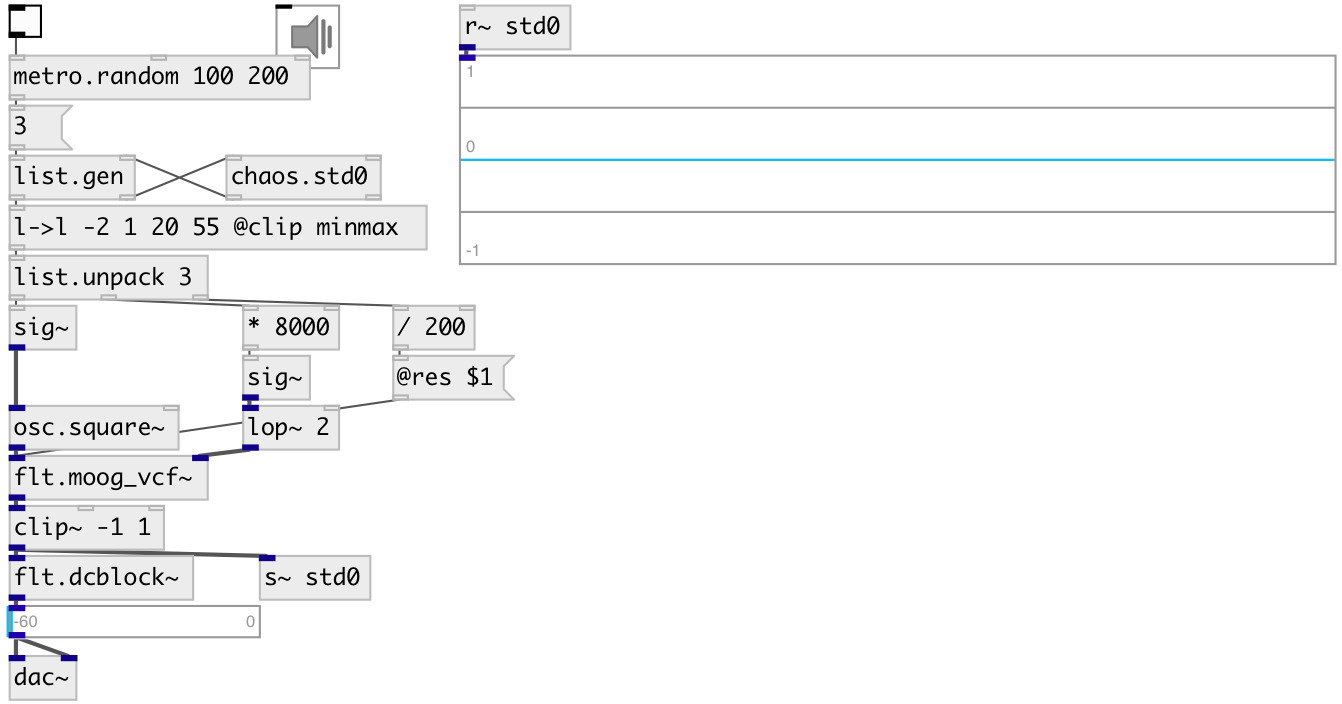 r~ std0
metro.random 100 200
1
3
0
list.gen
chaos.std0
l->l -2 1 20 55 @clip minmax
-1
list.unpack 3
sig~
* 8000
/ 200
sig~
@res $1
osc.square~
lop~ 2
flt.moog_vcf~
clip~ -1 1
flt.dcblock~
s~ std0
-60
0
dac~